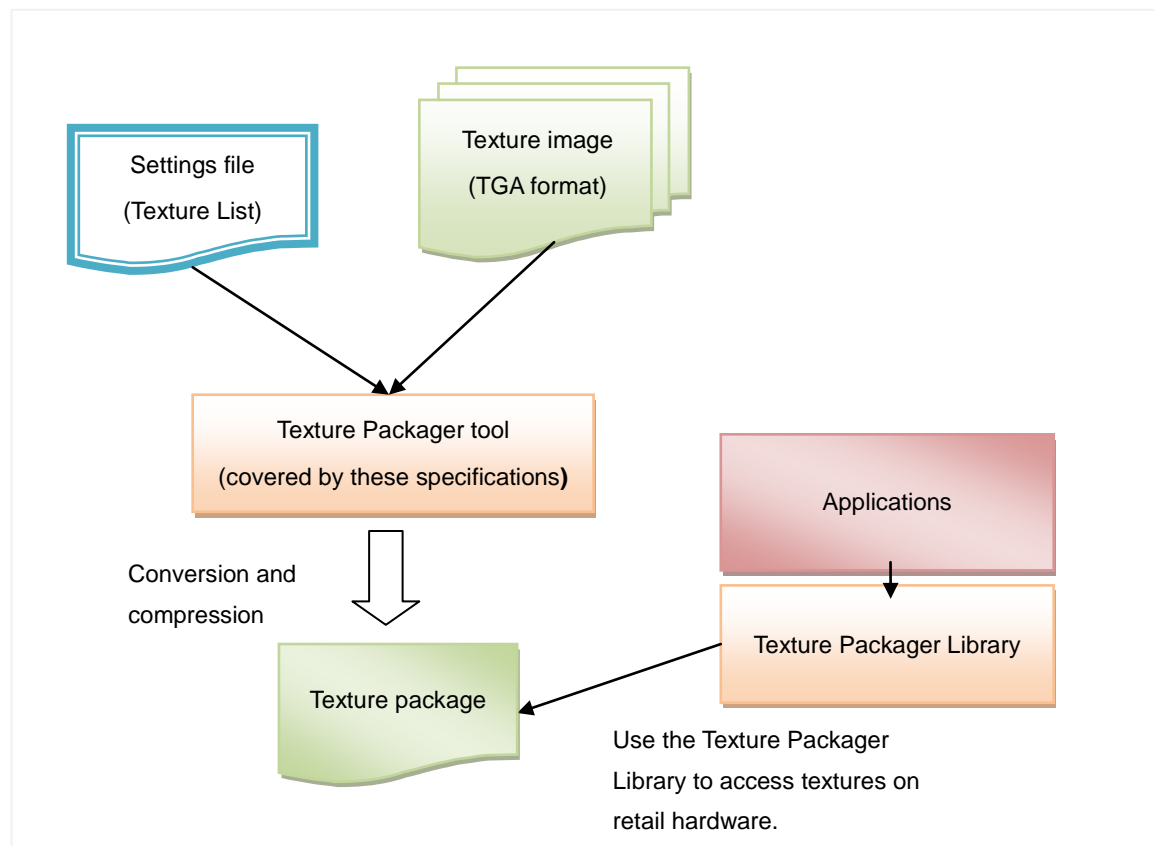 Settings file
(Texture List)
Texture image
(TGA format)
Texture Packager tool
(covered by these specifications)
Conversion and
compression
Texture package
Applications
Texture Packager Library
Use the Texture Packager
Library to access textures on
retail hardware.